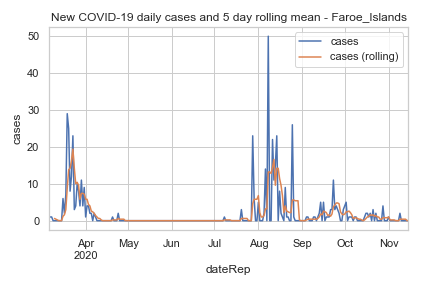 New COVID-19 daily cases and 5 day rolling mean - Faroe_Islands
cases
cases (rolling)
50
40
30
20
10
0
cases
Apr May Jun Jul Aug Sep Oct Nov
2020
dateRep